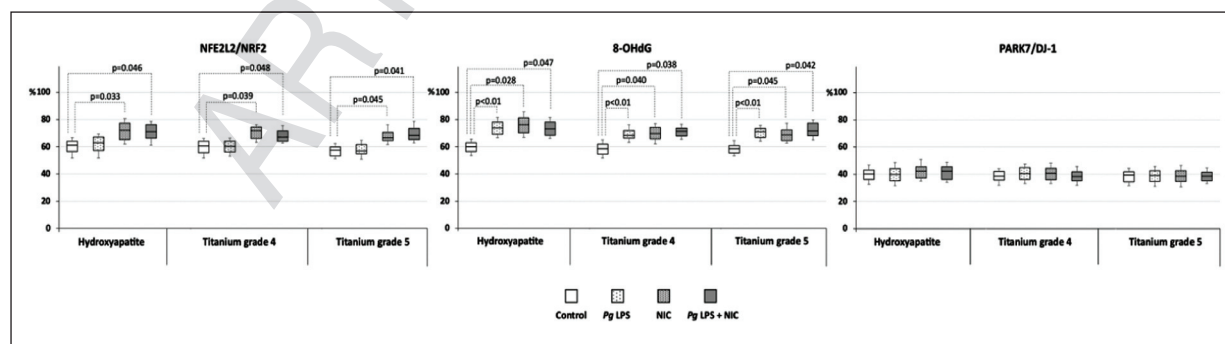 NFE2L2/NRF2
8-OHdG
PARK7/DJ-1
p=0.046
p=0.033
p=0.048
p=0.039
p=0.041
p=0.045
p=0.047
p=0.028
p<0.01
p=0.038
p=0.040
p<0.01
p=0.042
p=0.045
p<0.01
%100
80
60
40
20
0
Hydroxyapatite
Titanium grade 4
Titanium grade 5
%100
80
60
40
20
0
Hydroxyapatite
Titanium grade 4
Titanium grade 5
%100
80
60
40
20
0
Hydroxyapatite
Titanium grade 4
Titanium grade 5
Control
Pg LPS
NIC
Pg LPS + NIC